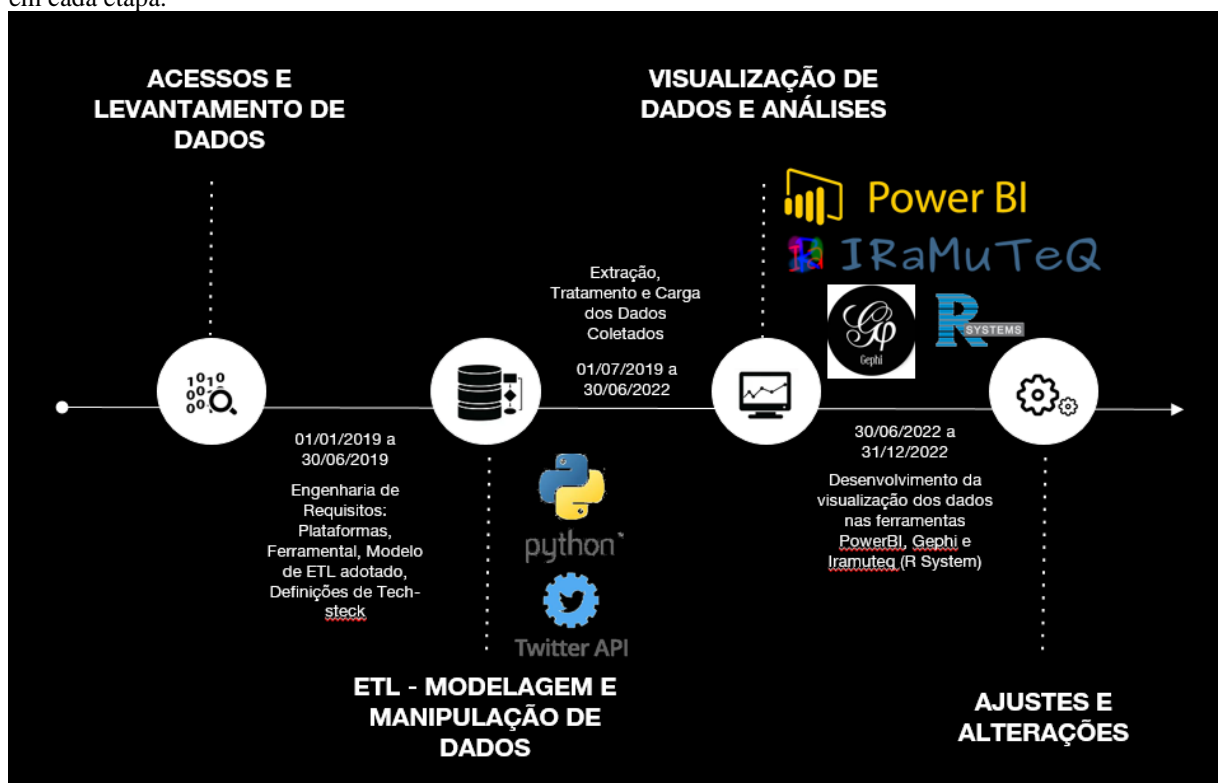 em cada etapa.
ACESSOS E
LEVANTAMENTO DE
DADOS
VISUALIZAÇÃO DE
DADOS E ANÁLISES
Power BI
IRaMuTeQ
Gephi
R
SYSTEMS
Extração,
Tratamento e Carga
dos Dados
Coletados
01/07/2019 a
30/06/2022
01/01/2019 a
30/06/2019
Engenharia de
Requisitos:
Plataformas,
Ferramental, Modelo
de ETL adotado,
Definições de Tech-
steck
python
Twitter API
30/06/2022 a
31/12/2022
Desenvolvimento da
visualização dos dados
nas ferramentas
PowerBI, Gephi e
Iramuteq (R System)
ETL - MODELAGEM E
MANIPULAÇÃO DE
DADOS
AJUSTES E
ALTERAÇÕES